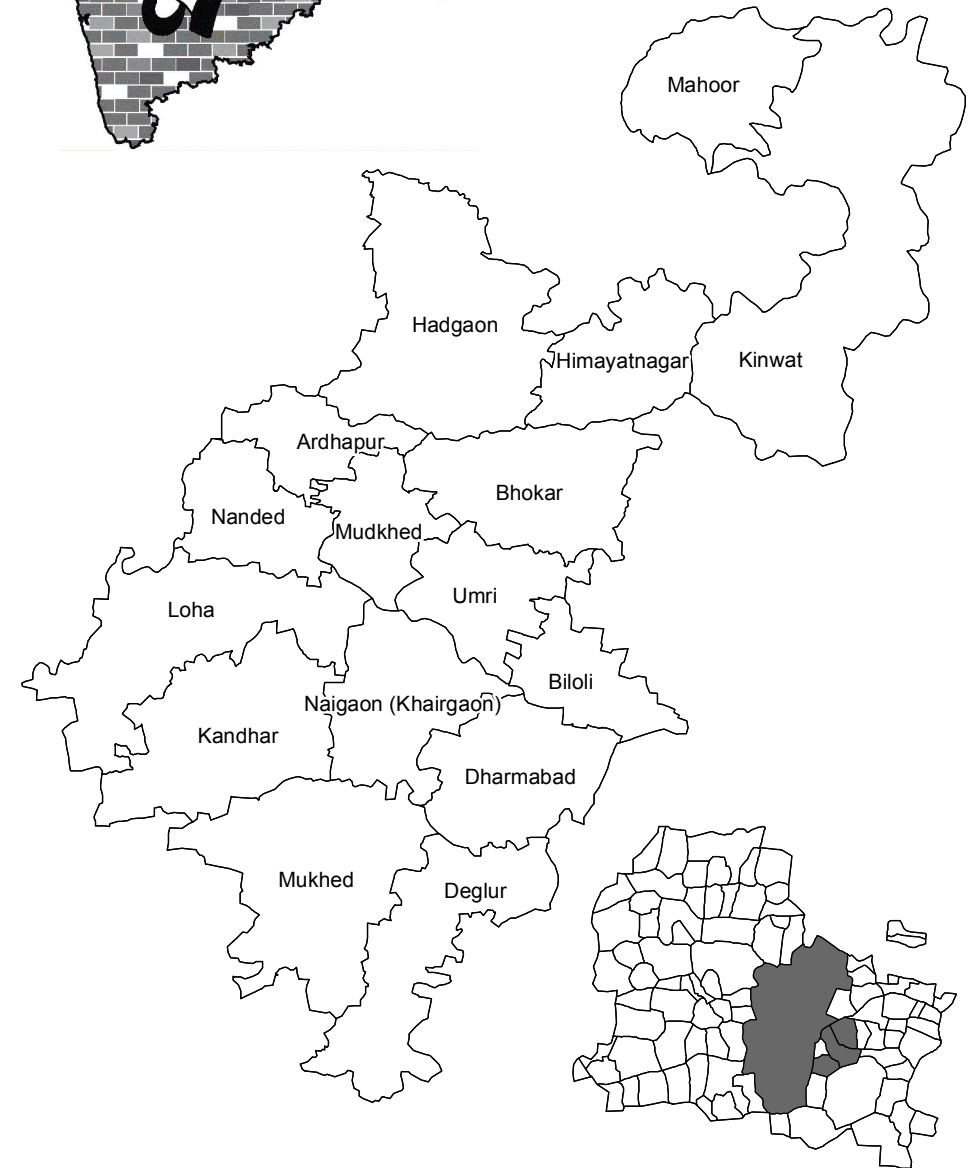 Mahoor
Hadgaon
Himayatnagar
Kinwat
Ardhapur
Bhokar
Nanded
Mudkhed
Umri
Loha
Biloli
Naigaon (Khairgaon)
Kandhar
Dharmabad
Mukhed
Deglur